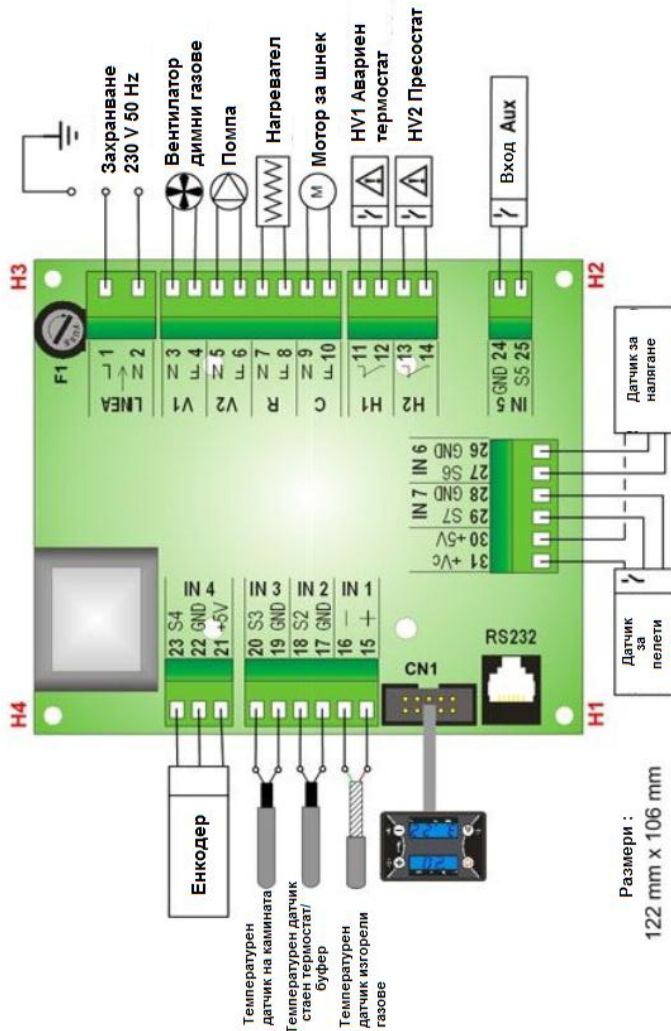 H3
H4
H2
H1
F1
Захранване
230 V 50 Hz
Вентилатор
димни газове
Помпа
Нагревател
Мотор за шнек
M
HV1 Авариен
термостат
HV2 Пресостат
Вход Aux
LINEA
L 1
N 2
V1
N 3
F 4
V2
N 5
F 6
R
N 7
F 8
C
N 9
F 10
H1
11
12
H2
13
14
IN 5
GND 24
S5 25
IN 6
26 GND
27 S6
IN 7
28 GND
29 S7
30 +5V
31 +Vc
Датчик за
налягане
Датчик
за
пелети
IN 4
23 S4
22 GND
21 +5V
IN 3
20 S3
19 GND
IN 2
18 S2
17 GND
IN 1
16 −
15 +
CN1
RS232
Енкодер
Температурен
датчик на камината
Температурен датчик
стаен термостат/
буфер
Температурен
датчик изгорели
газове
Размери :
122 mm x 106 mm